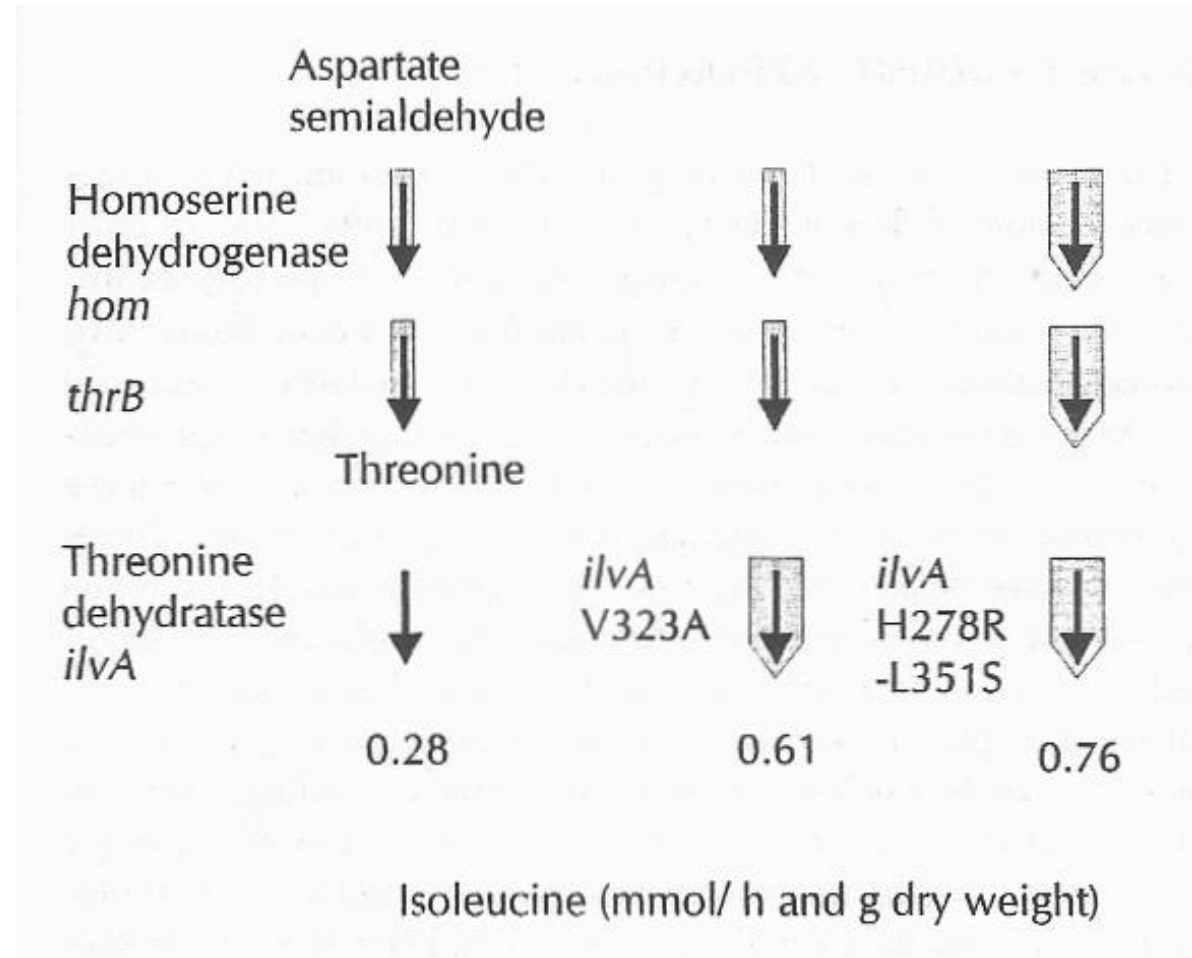 Aspartate
semialdehyde
Homoserine
dehydrogenase
hom
thrB
Threonine
Threonine
dehydratase
ilvA
ilvA
V323A
ilvA
H278R
-L351S
0.28
0.61
0.76
Isoleucine (mmol/ h and g dry weight)